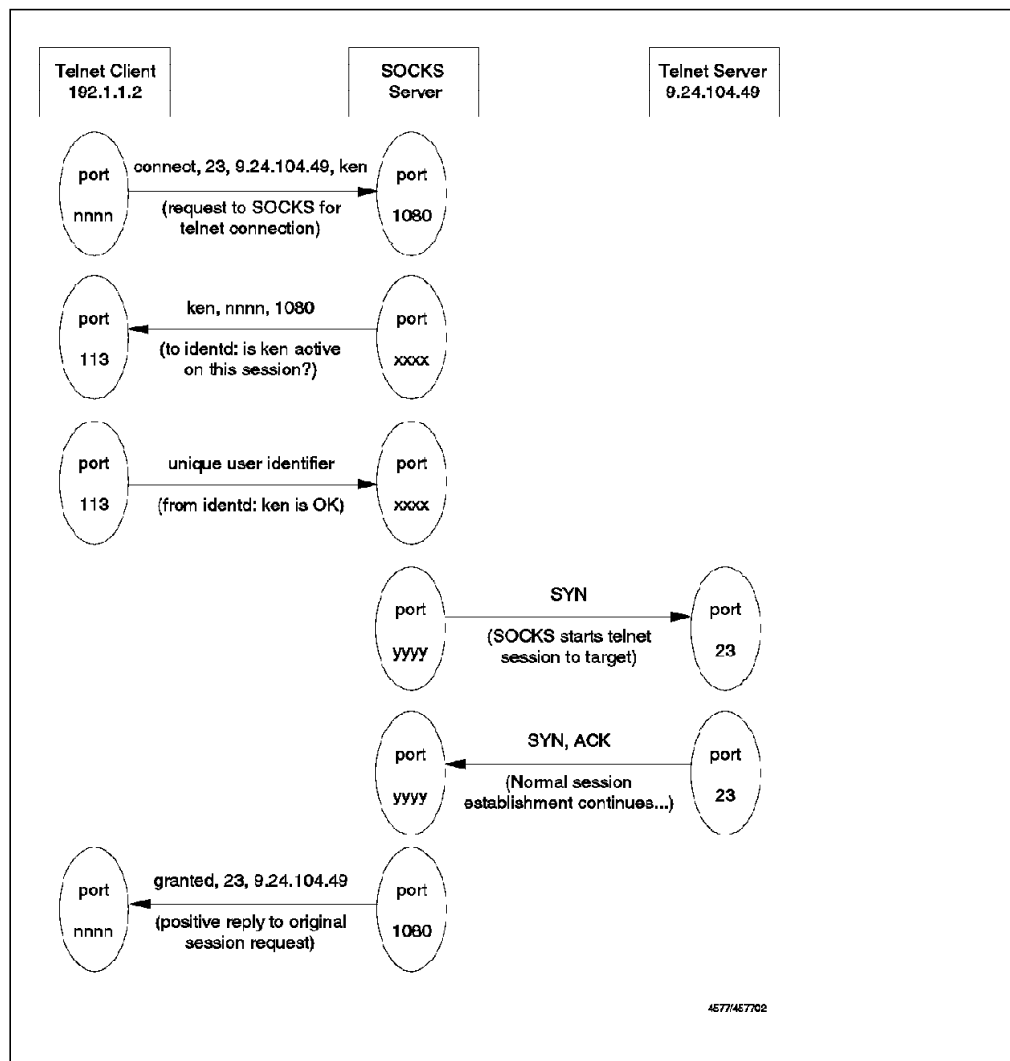 Telnet Client
192.1.1.2
SOCKS
Server
Telnet Server
9.24.104.49
port
nnnn
connect, 23, 9.24.104.49, ken
(request to SOCKS for
telnet connection)
port
1080
port
113
ken, nnnn, 1080
(to identd: is ken active
on this session?)
port
xxxx
port
113
unique user identifier
(from identd: ken is OK)
port
xxxx
port
yyyy
SYN
(SOCKS starts telnet
session to target)
port
23
port
yyyy
SYN, ACK
(Normal session
establishment continues...)
port
23
port
nnnn
granted, 23, 9.24.104.49
(positive reply to original
session request)
port
1080
4577/457702